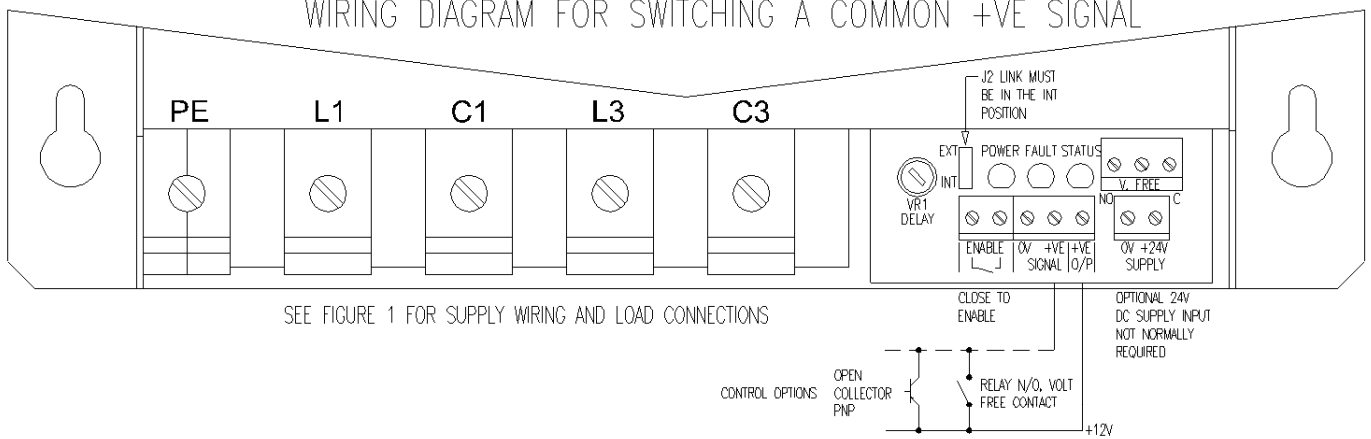 WIRING DIAGRAM FOR SWITCHING A COMMON +VE SIGNAL
J2 LINK MUST
BE IN THE INT
POSITION
PE L1 C1 L3 C3
EXT POWER FAULT STATUS
INT
V. FREE
NO C
VR1
DELAY
ENABLE 0V +VE +VE 0V +24V
SIGNAL O/P SUPPLY
SEE FIGURE 1 FOR SUPPLY WIRING AND LOAD CONNECTIONS
CLOSE TO
ENABLE
OPTIONAL 24V
DC SUPPLY INPUT
NOT NORMALLY
REQUIRED
CONTROL OPTIONS
OPEN
COLLECTOR
PNP
RELAY N/O, VOLT
FREE CONTACT
+12V